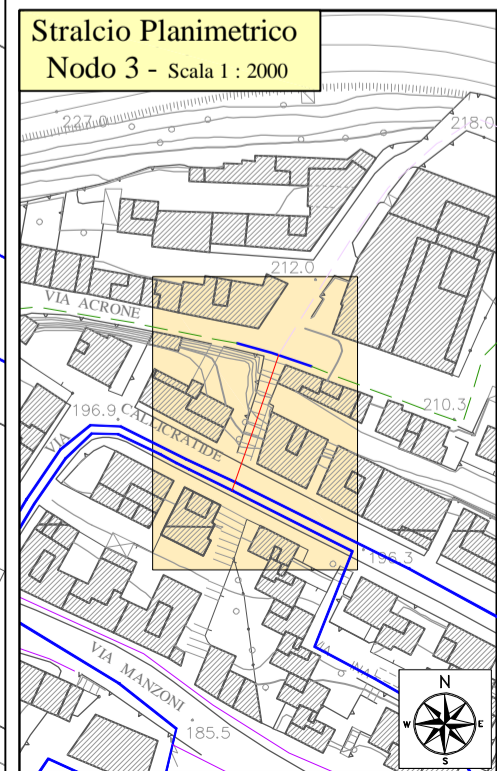 Stralcio Planimetrico
Nodo 3 - Scala 1 : 2000
227.0
218.0
212.0
VIA ACRONE
210.3
196.9
VIA CALLICRATIDE
196.3
VIA MANZONI
185.5
N
W E
S